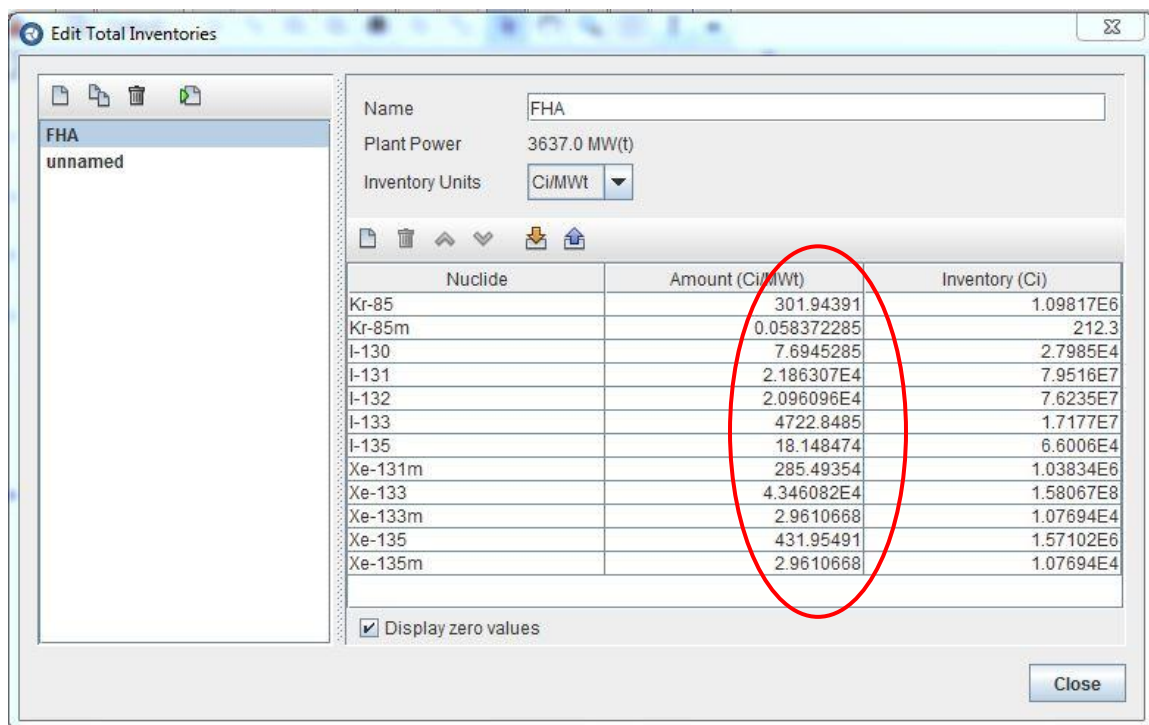 Edit Total Inventories
FHA
unnamed
Name FHA
Plant Power 3637.0 MW(t)
Inventory Units Ci/MWt
Nuclide Amount (Ci/MWt) Inventory (Ci)
Kr-85 301.94391 1.09817E6
Kr-85m 0.058372285 212.3
I-130 7.6945285 2.7985E4
I-131 2.186307E4 7.9516E7
I-132 2.096096E4 7.6235E7
I-133 4722.8485 1.7177E7
I-135 18.148474 6.6006E4
Xe-131m 285.49354 1.03834E6
Xe-133 4.346082E4 1.58067E8
Xe-133m 2.9610668 1.07694E4
Xe-135 431.95491 1.57102E6
Xe-135m 2.9610668 1.07694E4
Display zero values
Close